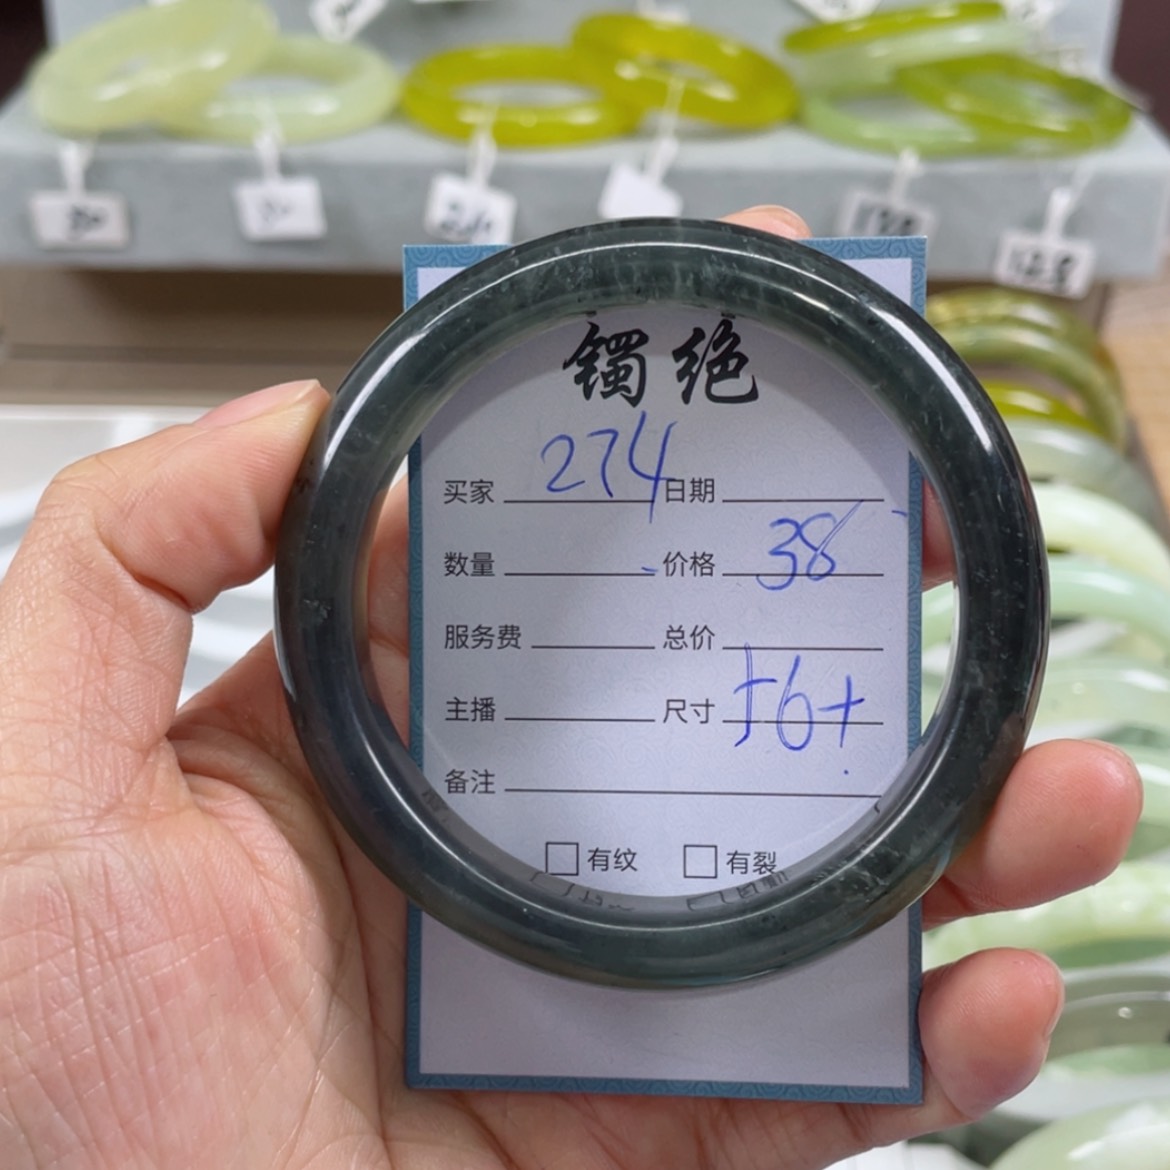 30
镯绝
买家 274 日期
数量 价格 38
服务费 总价
主播 尺寸 56+
备注
□有纹 □有裂